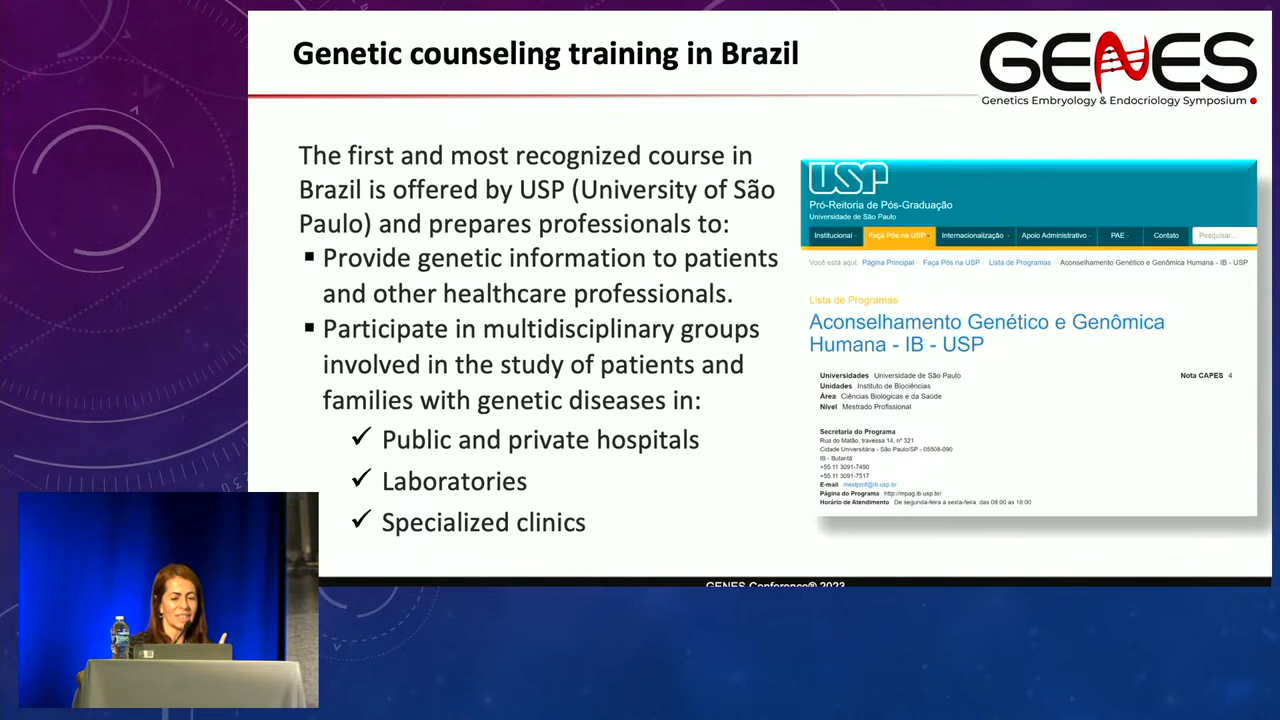 Genetic counseling training in Brazil
GENES
Genetics Embryology & Endocriology Symposium
The first and most recognized course in
Brazil is offered by USP (University of São
Paulo) and prepares professionals to:
▪ Provide genetic information to patients
and other healthcare professionals.
▪ Participate in multidisciplinary groups
involved in the study of patients and
families with genetic diseases in:
✓ Public and private hospitals
✓ Laboratories
✓ Specialized clinics
USP
Pró-Reitoria de Pós-Graduação
Universidade de São Paulo
Institucional Faça Pós na USP Internacionalização Apoio Administrativo PAE Contato Pesquisar...
Você está aqui: Página Principal / Faça Pós na USP / Lista de Programas / Aconselhamento Genético e Genômica Humana - IB - USP
Lista de Programas
Aconselhamento Genético e Genômica
Humana - IB - USP
Universidades Universidade de São Paulo Nota CAPES 4
Unidades Instituto de Biociências
Área Ciências Biológicas e da Saúde
Nível Mestrado Profissional
Secretaria do Programa
Rua do Matão, travessa 14, nº 321
Cidade Universitária - São Paulo/SP - 05508-090
IB - Butantã
+55 11 3091-7490
+55 11 3091-7517
E-mail mestprof@ib.usp.br
Página do Programa http://mpag.ib.usp.br/
Horário de Atendimento De segunda-feira à sexta-feira, das 08:00 às 18:00
GENES Conference® 2023